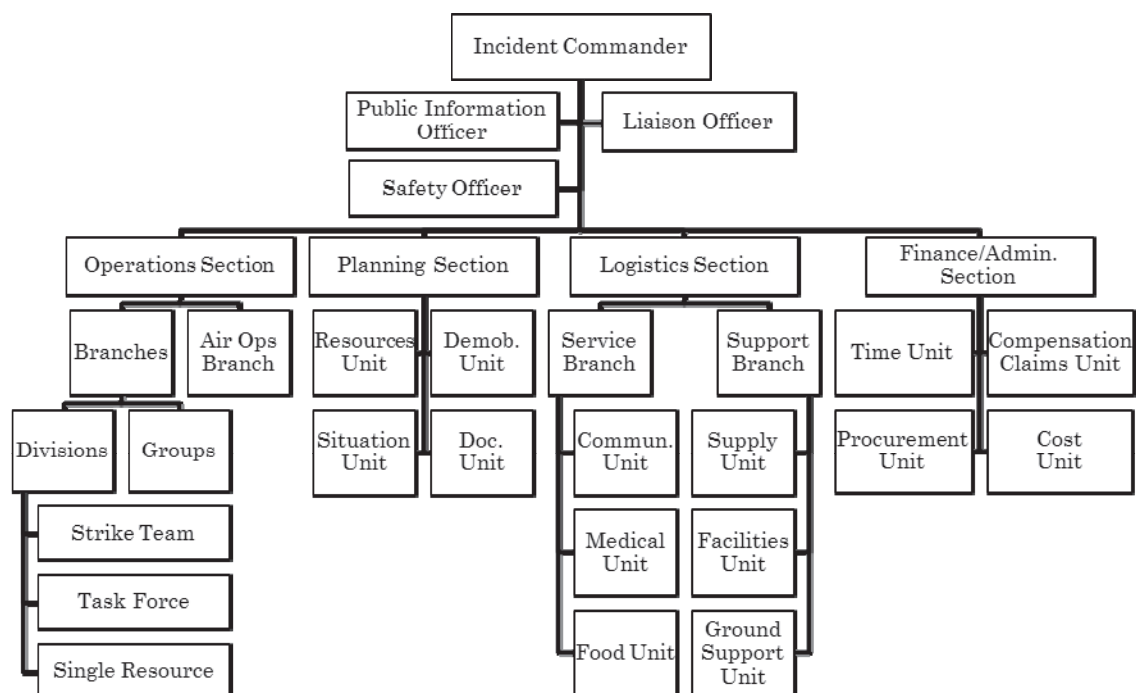 Incident Commander
Public Information
Officer
Liaison Officer
Safety Officer
Operations Section
Planning Section
Logistics Section
Finance/Admin.
Section
Branches
Air Ops
Branch
Resources
Unit
Demob.
Unit
Service
Branch
Support
Branch
Time Unit
Compensation
Claims Unit
Divisions
Groups
Situation
Unit
Doc.
Unit
Commun.
Unit
Supply
Unit
Procurement
Unit
Cost
Unit
Strike Team
Medical
Unit
Facilities
Unit
Task Force
Food Unit
Ground
Support
Unit
Single Resource